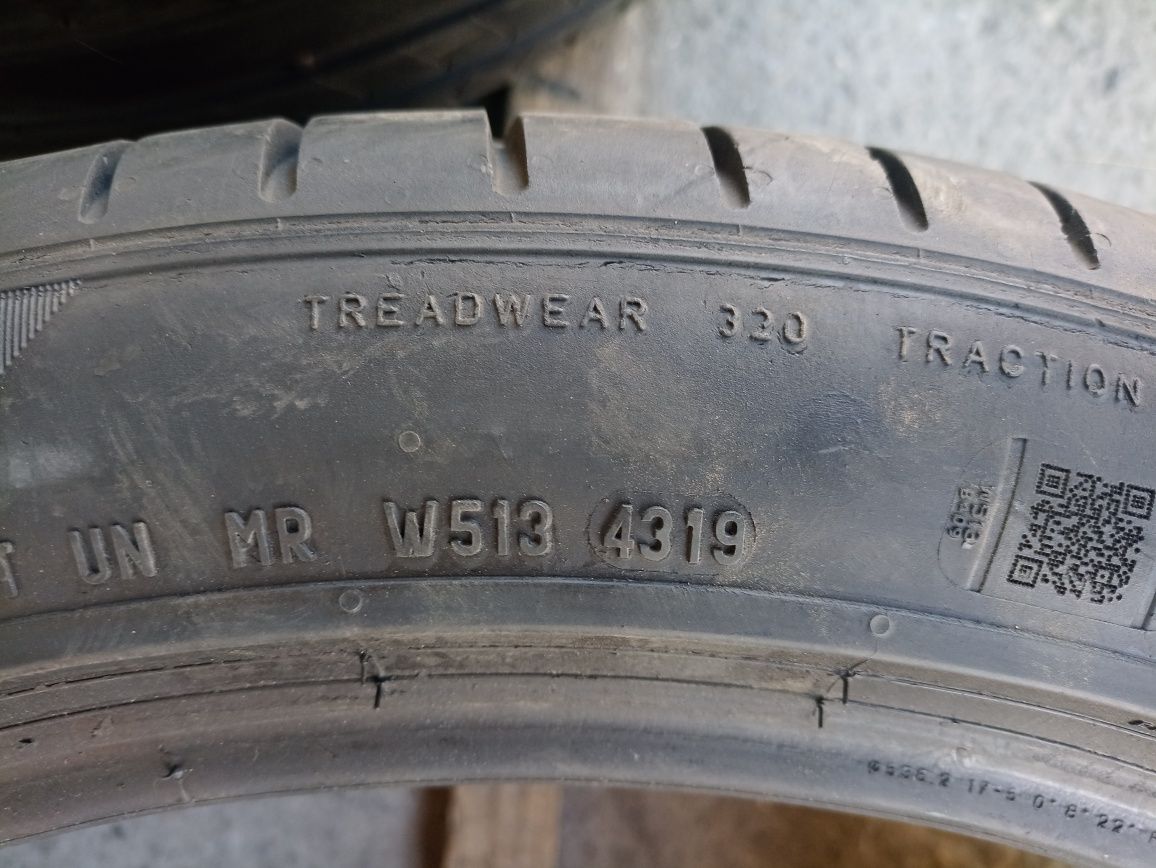 TREADWEAR 320 TRACTION
UN MR W513 4319